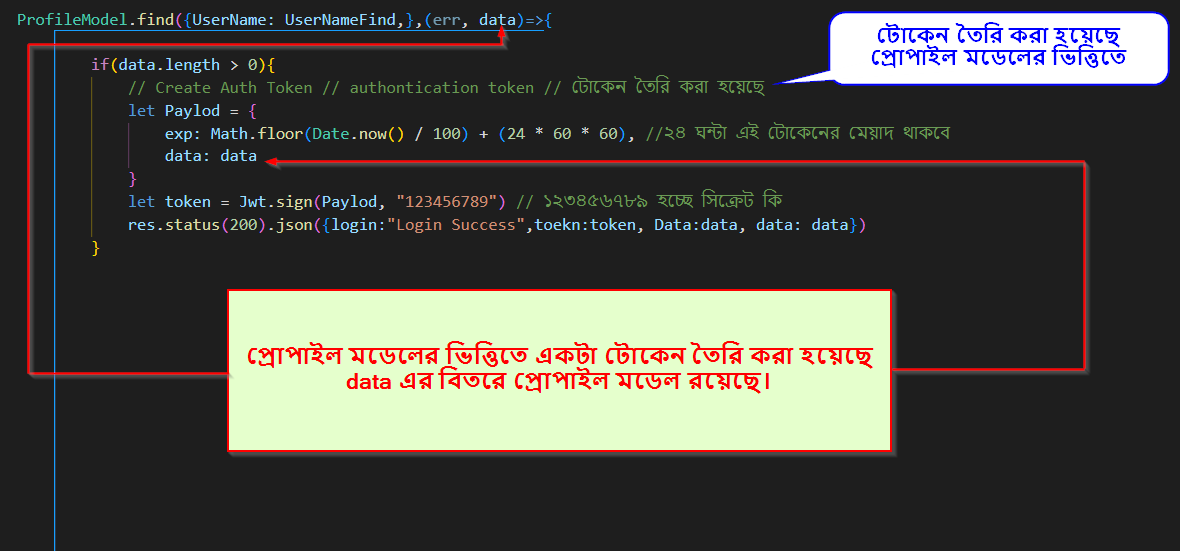 ProfileModel.find({UserName: UserNameFind,},(err, data)=>{
টোকেন তৈরি করা হয়েছে
প্রোপাইল মডেলের ভিত্তিতে
if(data.length > 0){
// Create Auth Token // authontication token // টোকেন তৈরি করা হয়েছে
let Paylod = {
exp: Math.floor(Date.now() / 100) + (24 * 60 * 60), //২৪ ঘন্টা এই টোকেনের মেয়াদ থাকবে
data: data
}
let token = Jwt.sign(Paylod, "123456789") // ১২৩৪৫৬৭৮৯ হচ্ছে সিক্রেট কি
res.status(200).json({login:"Login Success",toekn:token, Data:data, data: data})
}
প্রোপাইল মডেলের ভিত্তিতে একটা টোকেন তৈরি করা হয়েছে
data এর বিতরে প্রোপাইল মডেল রয়েছে।